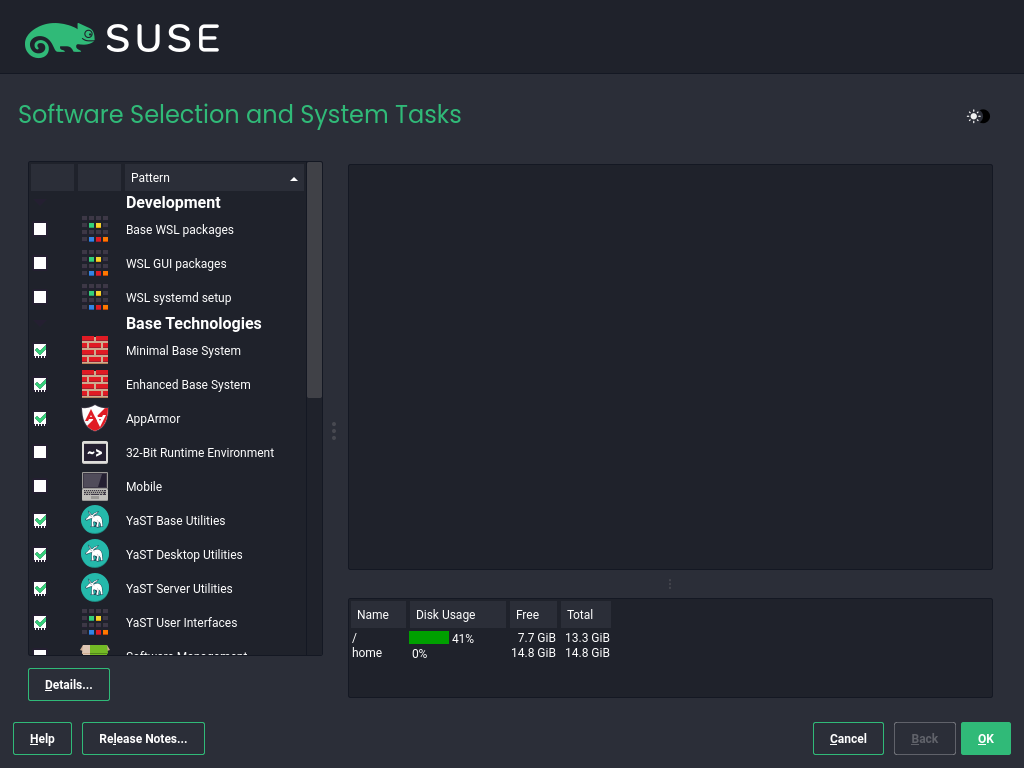 SUSE
Software Selection and System Tasks
Pattern
Development
Base WSL packages
WSL GUI packages
WSL systemd setup
Base Technologies
Minimal Base System
Enhanced Base System
AppArmor
32-Bit Runtime Environment
Mobile
YaST Base Utilities
YaST Desktop Utilities
YaST Server Utilities
YaST User Interfaces
Software Management
Name Disk Usage Free Total
/ 41% 7.7 GiB 13.3 GiB
home 0% 14.8 GiB 14.8 GiB
Details...
Help Release Notes... Cancel Back OK